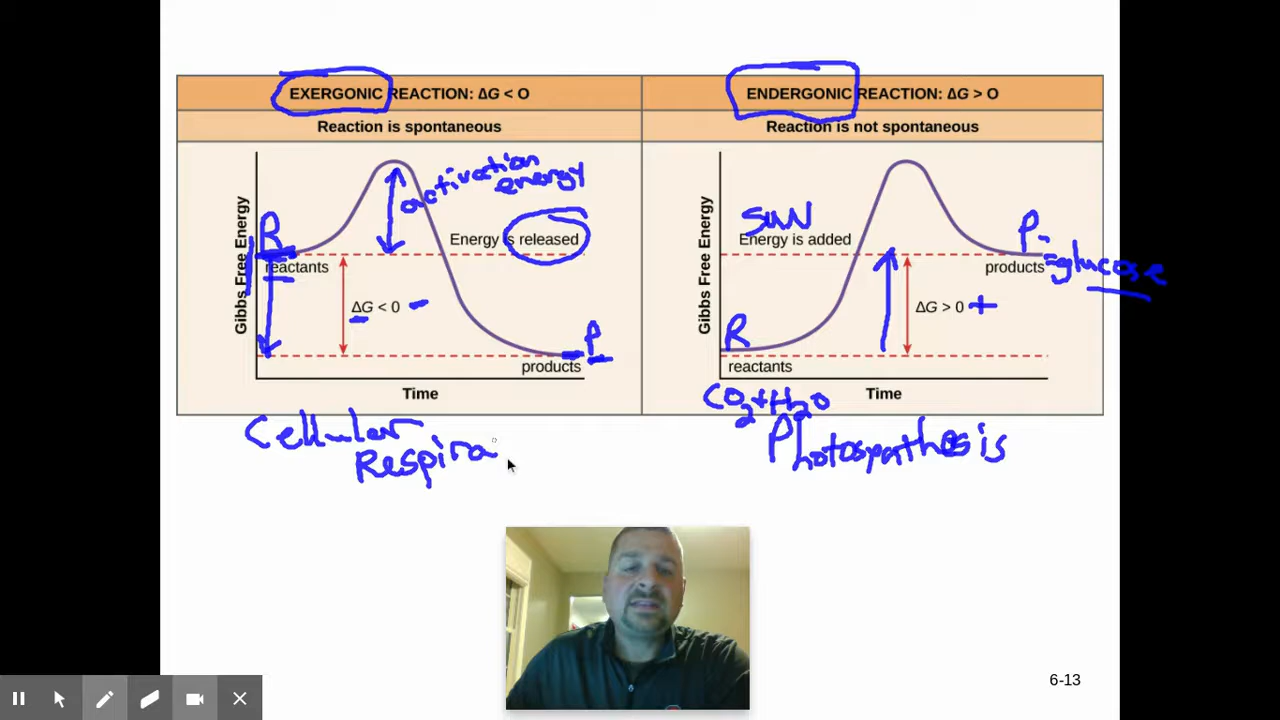 EXERGONIC REACTION: ΔG < O
Reaction is spontaneous
Gibbs Free Energy
R
reactants
activation
energy
Energy is released
ΔG < 0 -
P
products
Time
Cellular
Respira
ENDERGONIC REACTION: ΔG > O
Reaction is not spontaneous
Gibbs Free Energy
SUN
Energy is added
P
products = glucose
ΔG > 0 +
R
reactants
Time
CO2+H2O
Photosynthesis
6-13